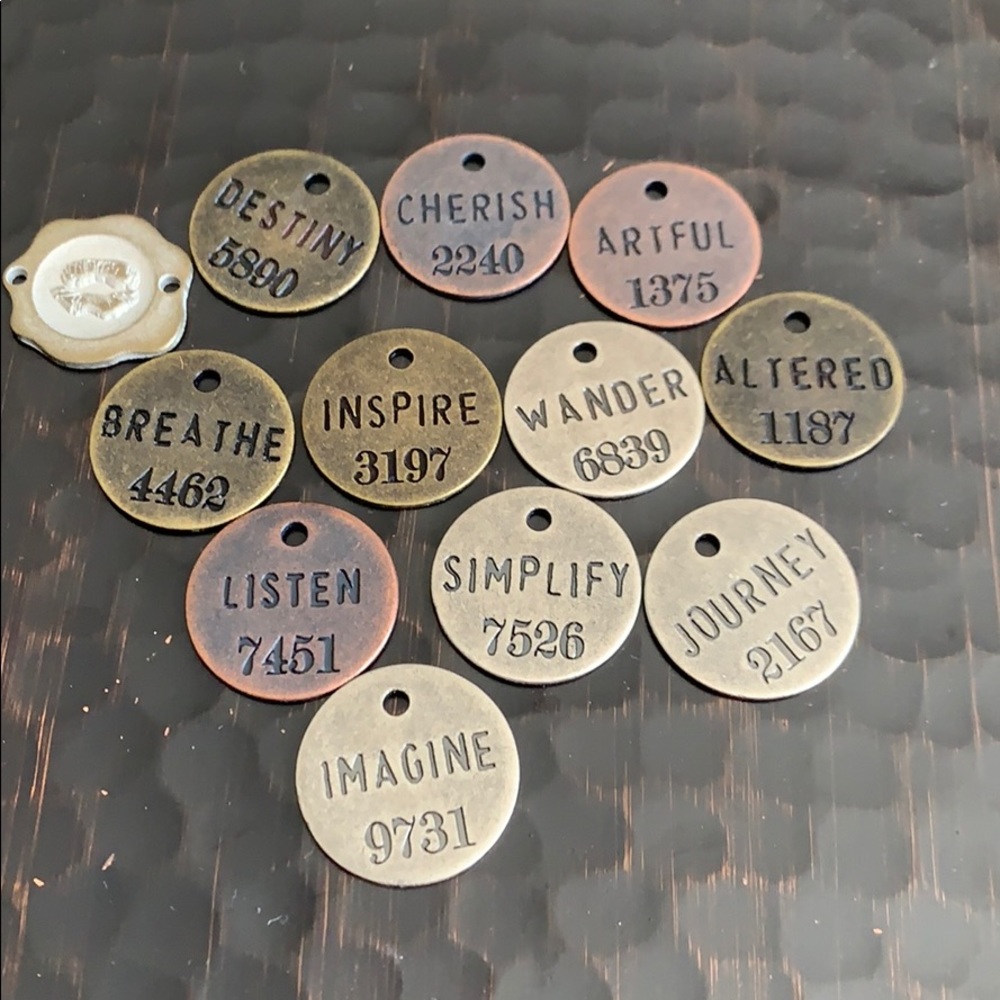 DESTINY
5890
CHERISH
2240
ARTFUL
1375
BREATHE
4462
INSPIRE
3197
WANDER
6839
ALTERED
1187
LISTEN
7451
SIMPLIFY
7526
JOURNEY
2167
IMAGINE
9731